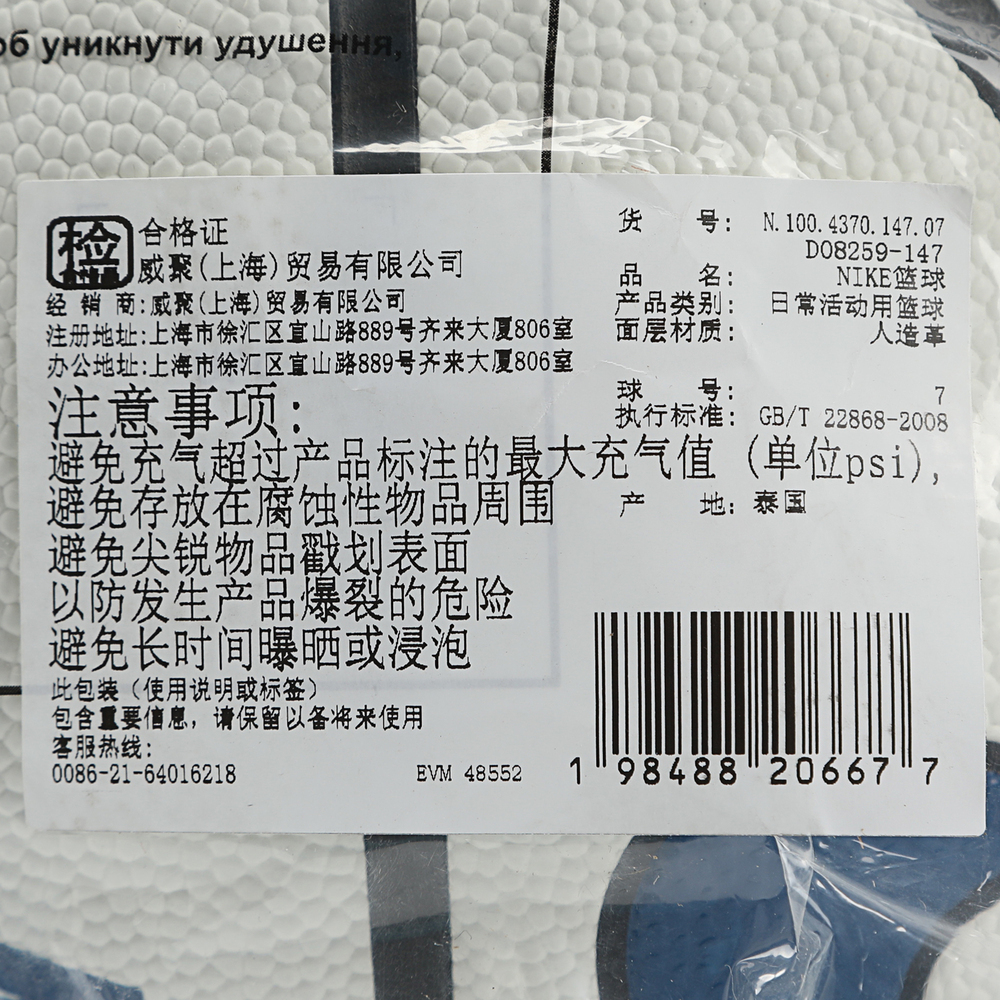 об уникнути удушення,
检
合格证
威聚(上海)贸易有限公司
经 销 商:威聚(上海)贸易有限公司
注册地址:上海市徐汇区宜山路889号齐来大厦806室
办公地址:上海市徐汇区宜山路889号齐来大厦806室
货 号: N.100.4370.147.07
DO8259-147
品 名: NIKE篮球
产品类别: 日常活动用篮球
面层材质: 人造革
球 号: 7
执行标准: GB/T 22868-2008
注意事项:
避免充气超过产品标注的最大充气值 (单位psi),
避免存放在腐蚀性物品周围
产 地: 泰国
避免尖锐物品戳划表面
以防发生产品爆裂的危险
避免长时间曝晒或浸泡
此包装（使用说明或标签）
包含重要信息, 请保留以备将来使用
客服热线:
0086-21-64016218
EVM 48552
1 98488 20667 7